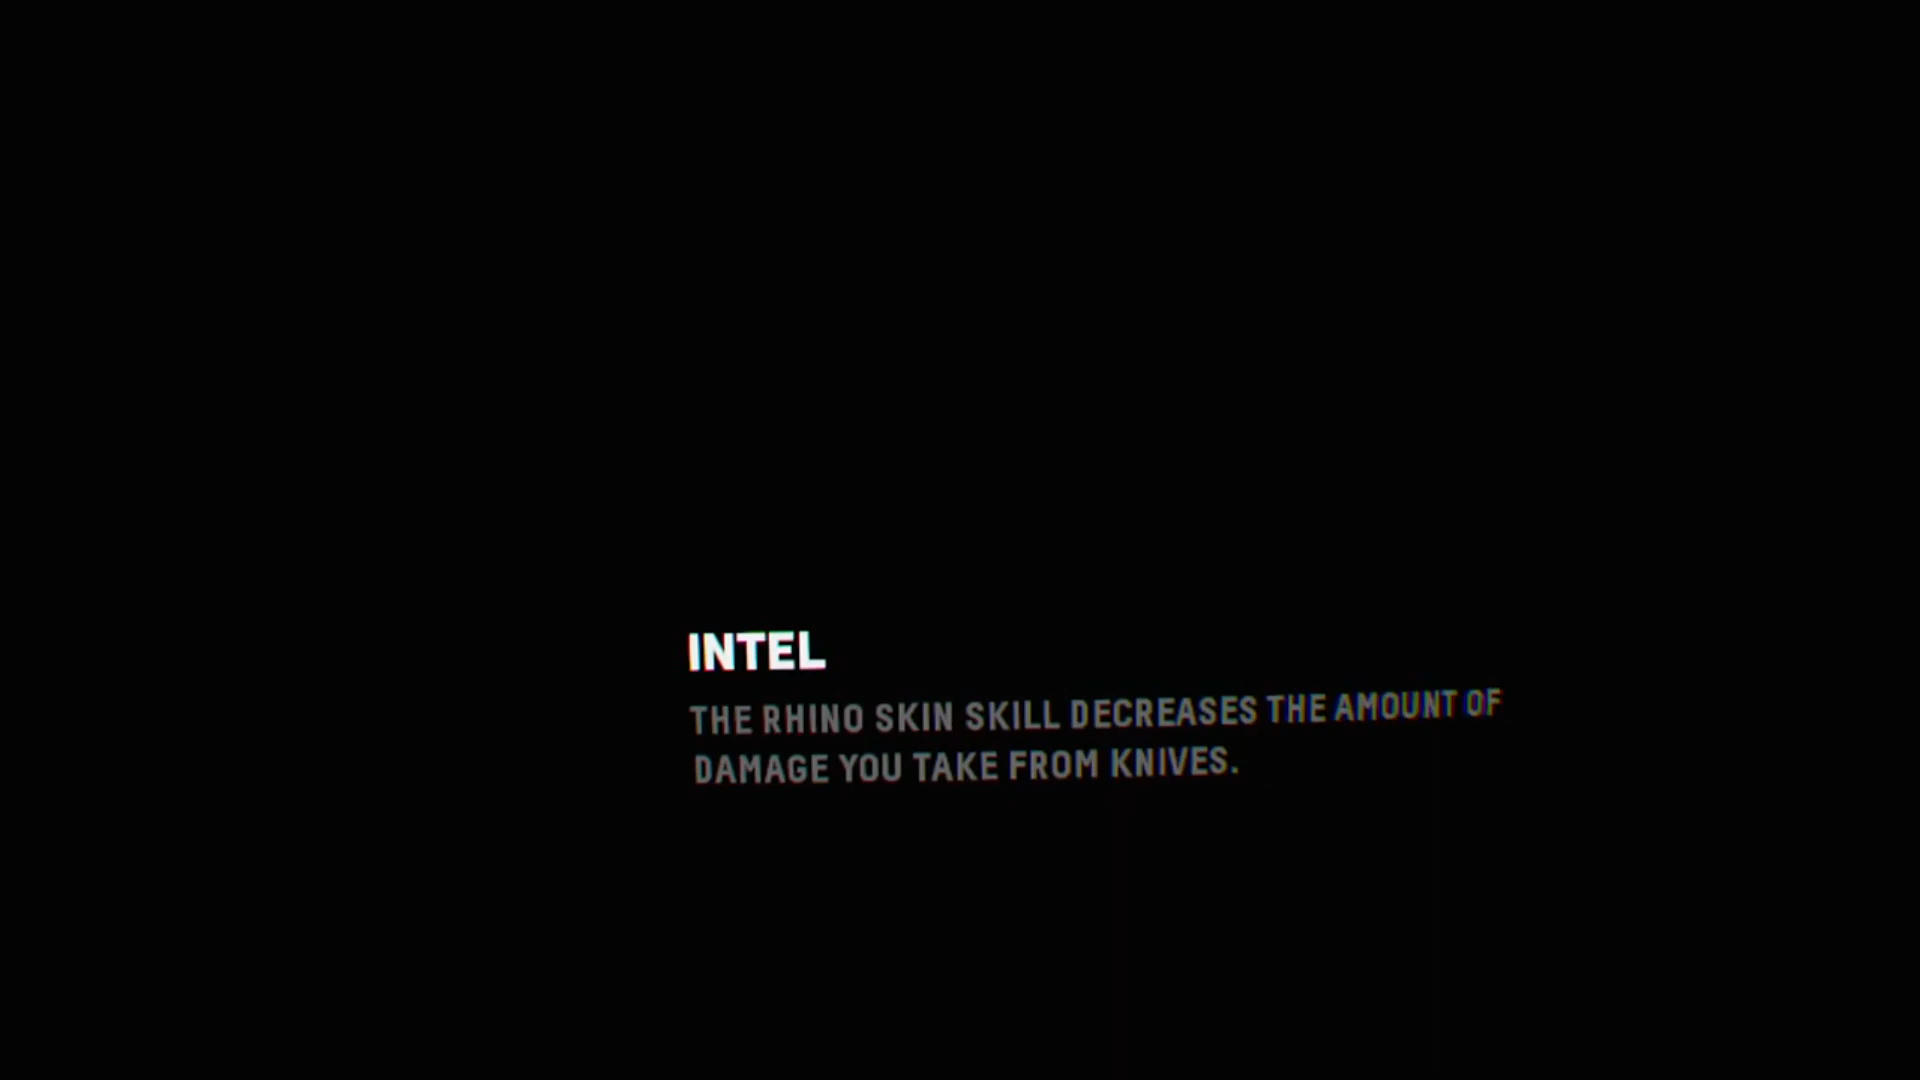 INTEL
THE RHINO SKIN SKILL DECREASES THE AMOUNT OF
DAMAGE YOU TAKE FROM KNIVES.